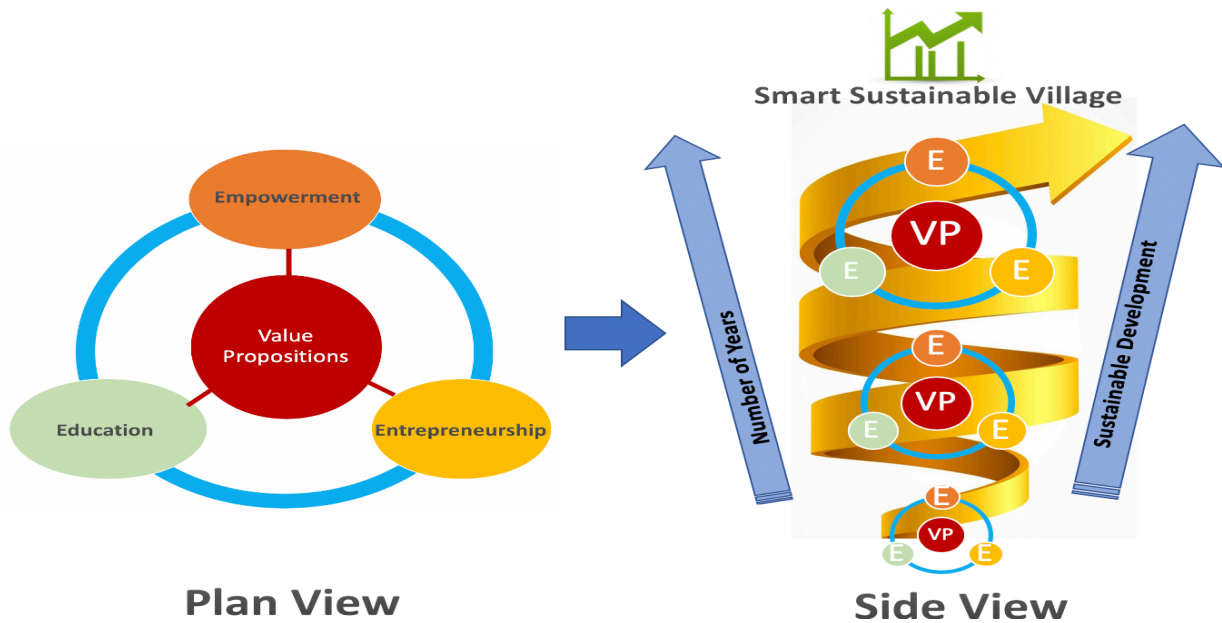 Empowerment
Value
Propositions
Education
Entrepreneurship
Plan View
Smart Sustainable Village
E
VP
E
E
Number of Years
Sustainable Development
E
VP
E
E
E
VP
E
E
Side View